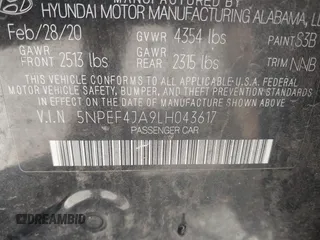 HYUNDAI MOTOR MANUFACTURING ALABAMA, LL
Feb/28/20 GVWR 4354 lbs PAINT S3B
GAWR FRONT 2513 lbs GAWR REAR 2315 lbs TRIM NNB
THIS VEHICLE CONFORMS TO ALL APPLICABLE U.S.A FEDERAL
MOTOR VEHICLE SAFETY, BUMPER, AND THEFT PREVENTION
STANDARDS IN EFFECT ON THE DATE OF MANUFACTURE SHOWN ABOVE.
V.I.N 5NPEF4JA9LH043617
PASSENGER CAR
DREAMBID